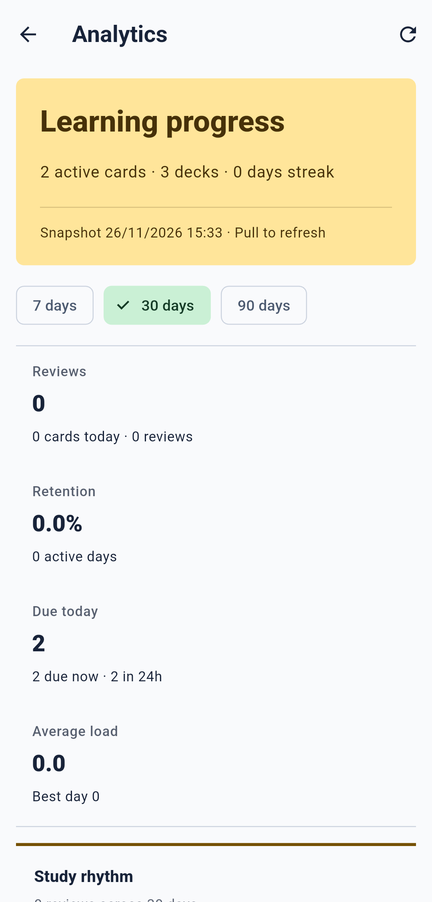 Analytics
Learning progress
2 active cards · 3 decks · 0 days streak
Snapshot 26/11/2026 15:33 · Pull to refresh
7 days
30 days
90 days
Reviews
0
0 cards today · 0 reviews
Retention
0.0%
0 active days
Due today
2
2 due now · 2 in 24h
Average load
0.0
Best day 0
Study rhythm